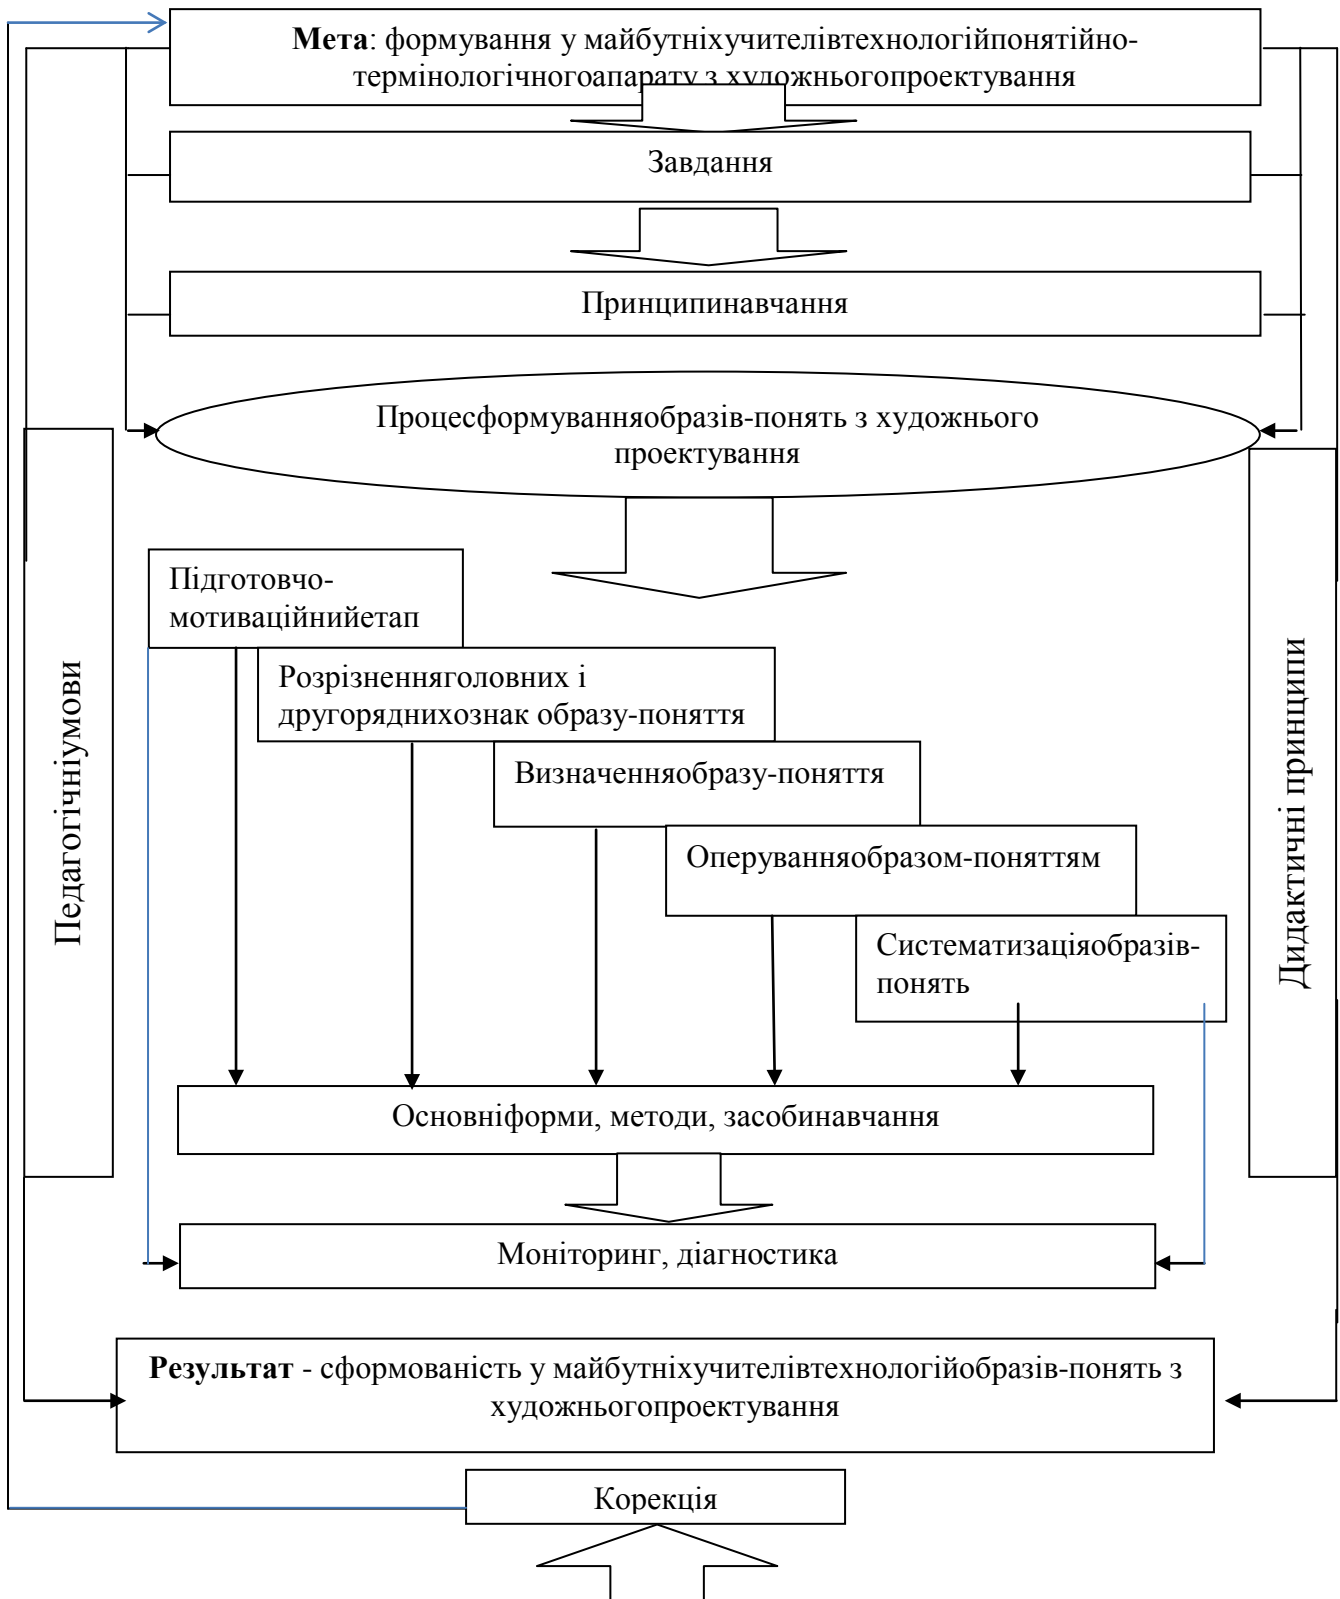 Мета: формування у майбутніхучителівтехнологійпонятійно-
термінологічногоапарату з художньогопроектування
Завдання
Принципинавчання
Процесформуванняобразів-понять з художнього
проектування
Підготовчо-
мотиваційнийетап
Розрізненняголовних і
другоряднихознак образу-поняття
Визначенняобразу-поняття
Оперуванняобразом-поняттям
Систематизаціяобразів-
понять
Педагогічніумови
Дидактичні принципи
Основніформи, методи, засобинавчання
Моніторинг, діагностика
Результат - сформованість у майбутніхучителівтехнологійобразів-понять з
художньогопроектування
Корекція